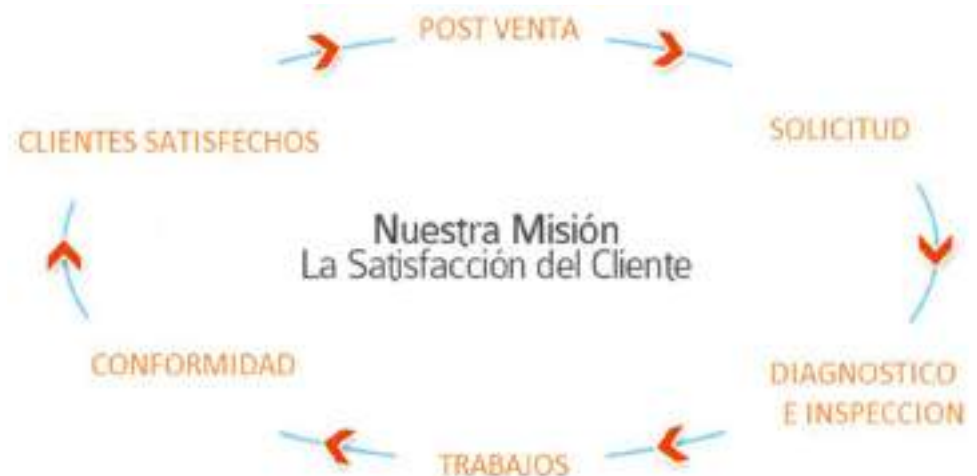 POST VENTA
SOLICITUD
CLIENTES SATISFECHOS
Nuestra Misión
La Satisfacción del Cliente
CONFORMIDAD
DIAGNOSTICO
E INSPECCION
TRABAJOS